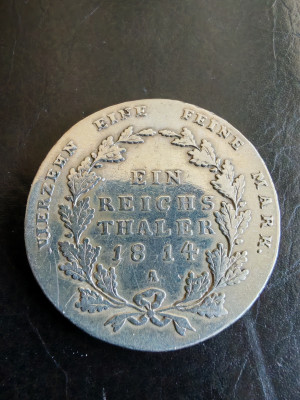 VIERZEHN EINE FEINE MARK.
EIN
REICHS
THALER
1814
A